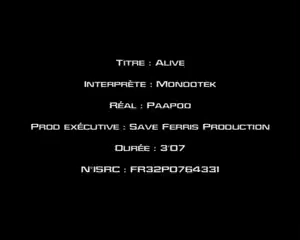 Titre : Alive
Interprète : Mondotek
Réal : Paapoo
Prod exécutive : Save Ferris Production
Durée : 3'07
N°ISRC : FR32P0764331